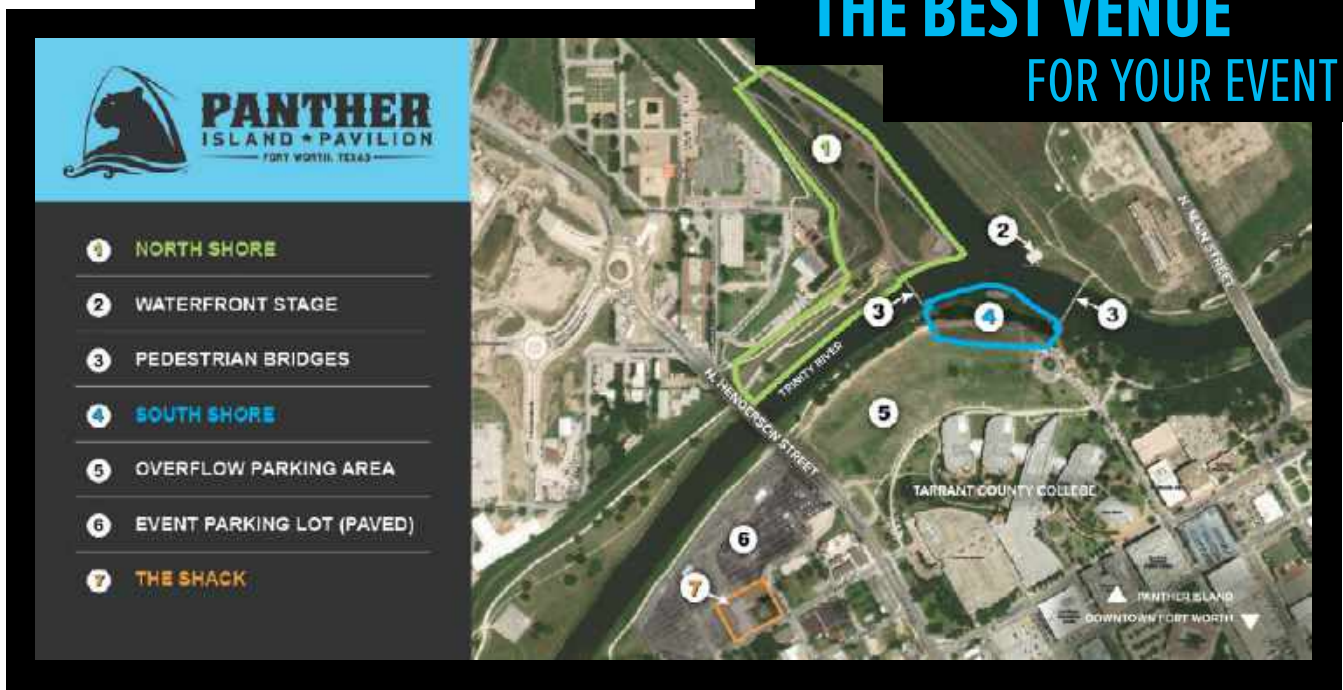 THE BEST VENUE
FOR YOUR EVENT
PANTHER
ISLAND ★ PAVILION
FORT WORTH, TEXAS
1 NORTH SHORE
2 WATERFRONT STAGE
3 PEDESTRIAN BRIDGES
4 SOUTH SHORE
5 OVERFLOW PARKING AREA
6 EVENT PARKING LOT (PAVED)
7 THE SHACK
1
2
N. MAIN STREET
3
4
3
TRINITY RIVER
N. HENDERSON STREET
5
TARRANT COUNTY COLLEGE
6
7
PANTHER ISLAND
DOWNTOWN FORT WORTH